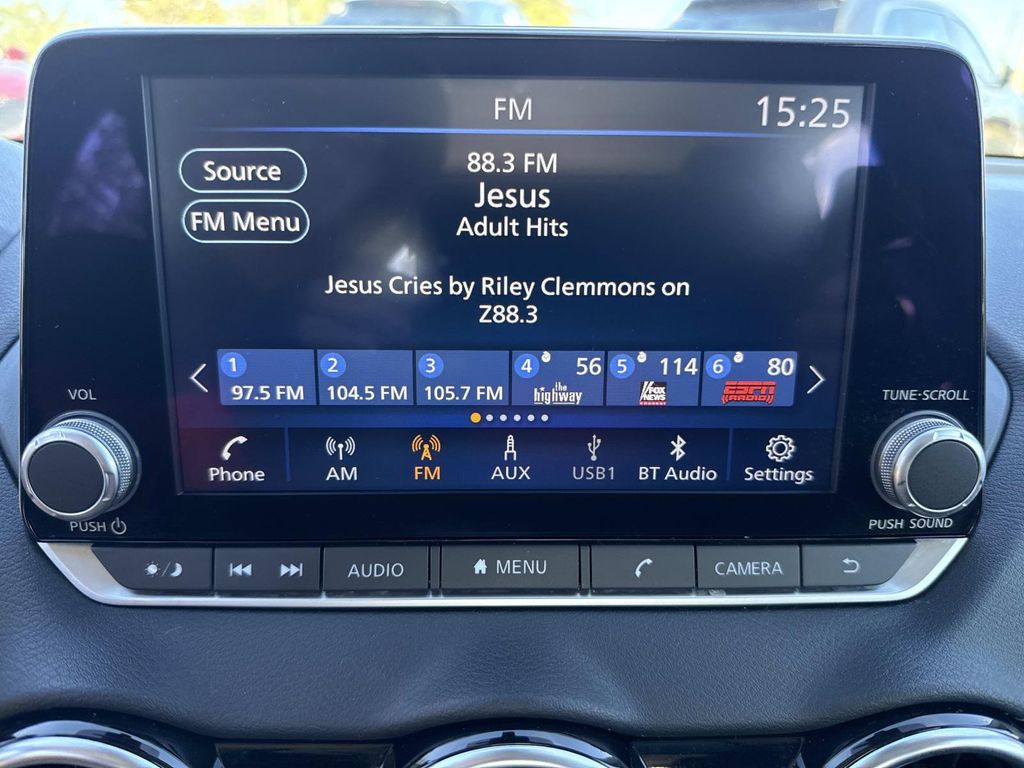 FM
15:25
Source
88.3 FM
Jesus
FM Menu
Adult Hits
Jesus Cries by Riley Clemmons on
Z88.3
1
97.5 FM
2
104.5 FM
3
105.7 FM
4
56
the
highway
5
114
FOX
NEWS
6
80
ESPN
RADIO
VOL
TUNE·SCROLL
Phone
AM
FM
AUX
USB1
BT Audio
Settings
PUSH
PUSH SOUND
AUDIO
MENU
CAMERA